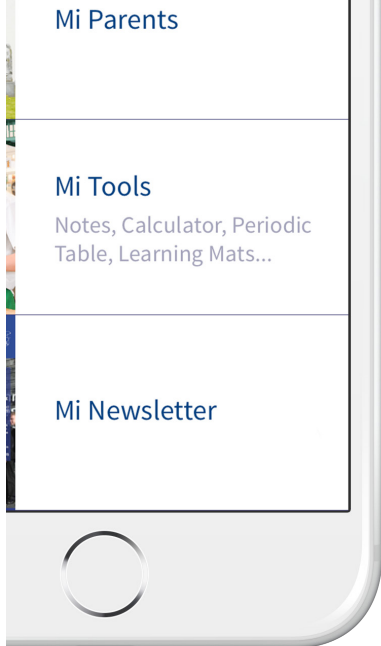 Mi Parents
Mi Tools
Notes, Calculator, Periodic
Table, Learning Mats...
Mi Newsletter